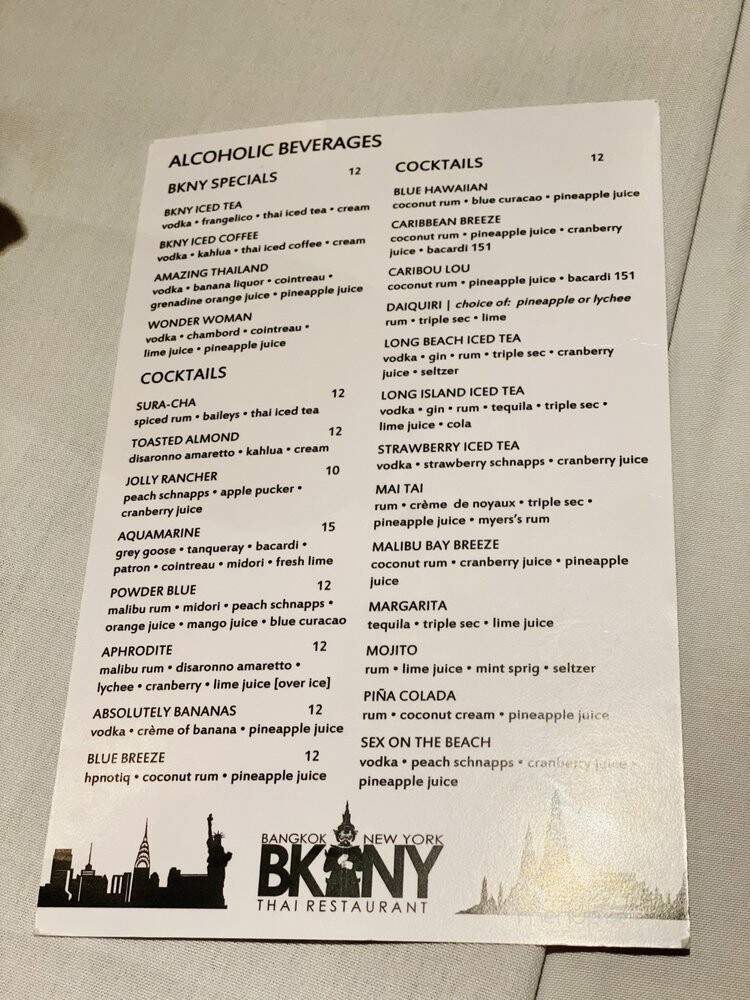 ALCOHOLIC BEVERAGES
BKNY SPECIALS 12
BKNY ICED TEA
vodka • frangelico • thai iced tea • cream
BKNY ICED COFFEE
vodka • kahlua • thai iced coffee • cream
AMAZING THAILAND
vodka • banana liquor • cointreau •
grenadine orange juice • pineapple juice
WONDER WOMAN
vodka • chambord • cointreau •
lime juice • pineapple juice
COCKTAILS
SURA-CHA 12
spiced rum • baileys • thai iced tea
TOASTED ALMOND 12
disaronno amaretto • kahlua • cream
JOLLY RANCHER 10
peach schnapps • apple pucker •
cranberry juice
AQUAMARINE 15
grey goose • tanqueray • bacardi •
patron • cointreau • midori • fresh lime
POWDER BLUE 12
malibu rum • midori • peach schnapps •
orange juice • mango juice • blue curacao
APHRODITE 12
malibu rum • disaronno amaretto •
lychee • cranberry • lime juice [over ice]
ABSOLUTELY BANANAS 12
vodka • crème of banana • pineapple juice
BLUE BREEZE 12
hpnotiq • coconut rum • pineapple juice
COCKTAILS 12
BLUE HAWAIIAN
coconut rum • blue curacao • pineapple juice
CARIBBEAN BREEZE
coconut rum • pineapple juice • cranberry
juice • bacardi 151
CARIBOU LOU
coconut rum • pineapple juice • bacardi 151
DAIQUIRI | choice of: pineapple or lychee
rum • triple sec • lime
LONG BEACH ICED TEA
vodka • gin • rum • triple sec • cranberry
juice • seltzer
LONG ISLAND ICED TEA
vodka • gin • rum • tequila • triple sec •
lime juice • cola
STRAWBERRY ICED TEA
vodka • strawberry schnapps • cranberry juice
MAI TAI
rum • crème de noyaux • triple sec •
pineapple juice • myers's rum
MALIBU BAY BREEZE
coconut rum • cranberry juice • pineapple
juice
MARGARITA
tequila • triple sec • lime juice
MOJITO
rum • lime juice • mint sprig • seltzer
PIÑA COLADA
rum • coconut cream • pineapple juice
SEX ON THE BEACH
vodka • peach schnapps • cranberry juice •
pineapple juice
BANGKOK NEW YORK
BKNY
THAI RESTAURANT